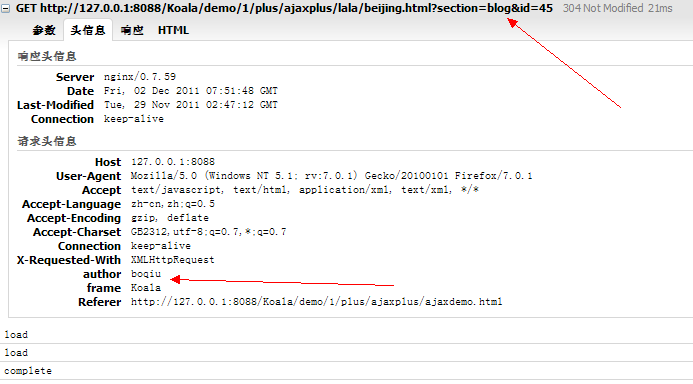 GET http://127.0.0.1:8088/Koala/demo/1/plus/ajaxplus/lala/beijing.html?section=blog&id=45 304 Not Modified 21ms
参数 头信息 响应 HTML
响应头信息
Server nginx/0.7.59
Date Fri, 02 Dec 2011 07:51:48 GMT
Last-Modified Tue, 29 Nov 2011 02:47:12 GMT
Connection keep-alive
请求头信息
Host 127.0.0.1:8088
User-Agent Mozilla/5.0 (Windows NT 5.1; rv:7.0.1) Gecko/20100101 Firefox/7.0.1
Accept text/javascript, text/html, application/xml, text/xml, */*
Accept-Language zh-cn,zh;q=0.5
Accept-Encoding gzip, deflate
Accept-Charset GB2312,utf-8;q=0.7,*;q=0.7
Connection keep-alive
X-Requested-With XMLHttpRequest
author boqiu
frame Koala
Referer http://127.0.0.1:8088/Koala/demo/1/plus/ajaxplus/ajaxdemo.html
load
load
complete